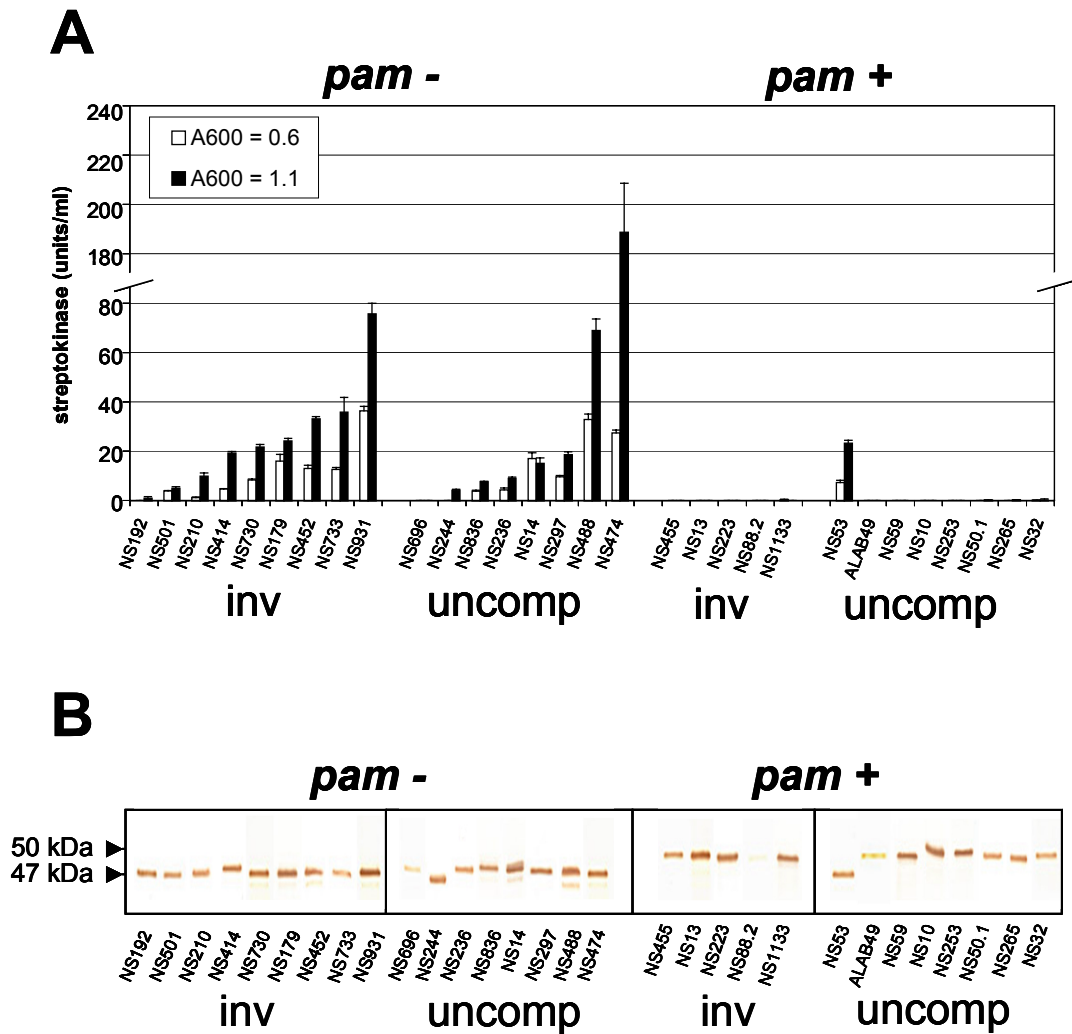 A
pam -
pam +
streptokinase (units/ml)
240
220
200
180
80
60
40
20
0
A600 = 0.6
A600 = 1.1
NS192
NS501
NS210
NS414
NS730
NS179
NS452
NS733
NS931
NS696
NS244
NS836
NS236
NS14
NS297
NS488
NS474
NS455
NS13
NS223
NS88.2
NS1133
NS53
ALAB49
NS59
NS10
NS253
NS50.1
NS265
NS32
inv
uncomp
inv
uncomp
B
pam -
pam +
50 kDa
47 kDa
NS192
NS501
NS210
NS414
NS730
NS179
NS452
NS733
NS931
NS696
NS244
NS236
NS836
NS14
NS297
NS488
NS474
NS455
NS13
NS223
NS88.2
NS1133
NS53
ALAB49
NS59
NS10
NS253
NS50.1
NS265
NS32
inv
uncomp
inv
uncomp